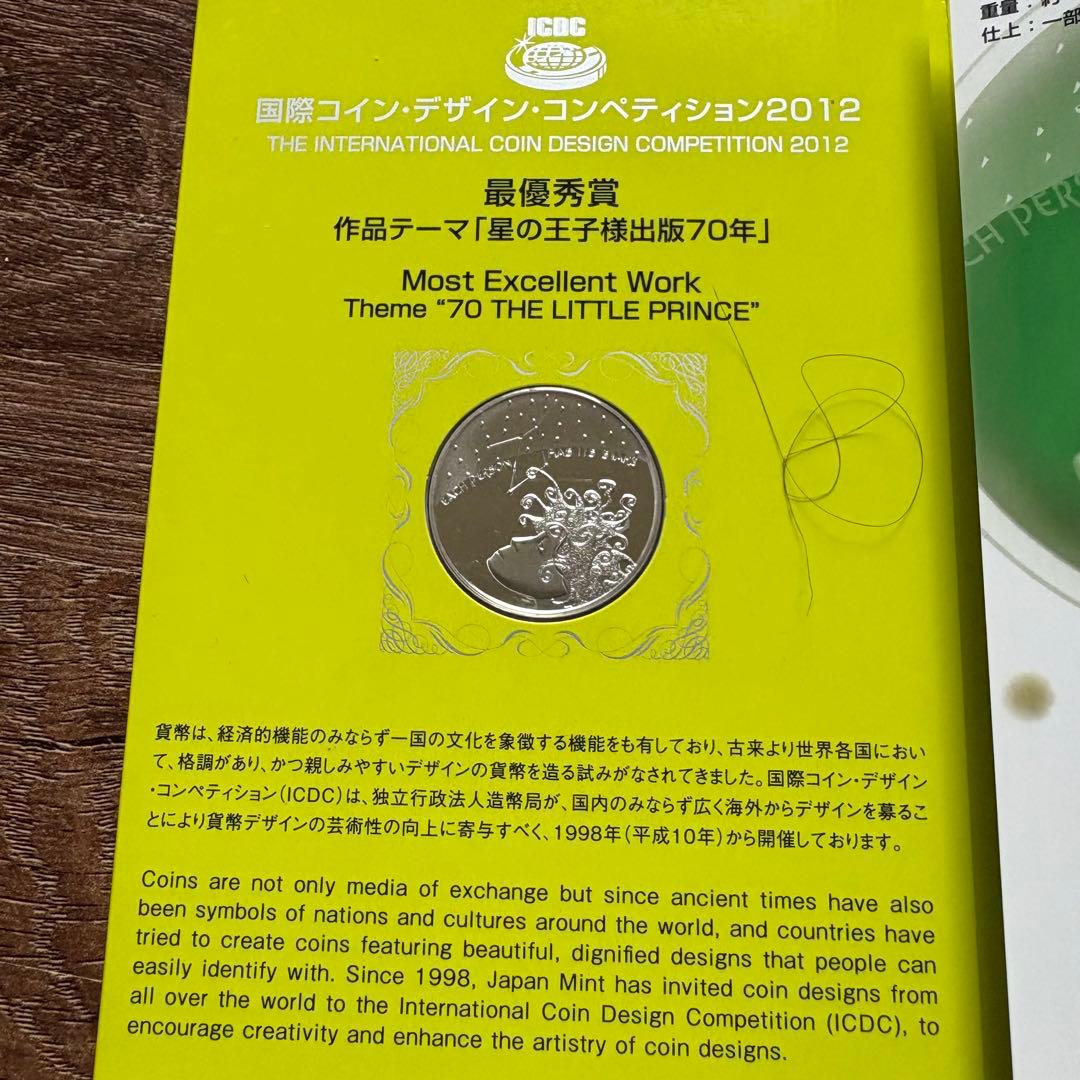 ICDC
国際コイン・デザイン・コンペティション2012
THE INTERNATIONAL COIN DESIGN COMPETITION 2012
最優秀賞
作品テーマ「星の王子様出版70年」
Most Excellent Work
Theme “70 THE LITTLE PRINCE”
EACH PERSON HAS ITS STARS
貨幣は、経済的機能のみならず一国の文化を象徴する機能をも有しており、古来より世界各国におい
て、格調があり、かつ親しみやすいデザインの貨幣を造る試みがなされてきました。国際コイン・デザイン
・コンペティション(ICDC)は、独立行政法人造幣局が、国内のみならず広く海外からデザインを募るこ
とにより貨幣デザインの芸術性の向上に寄与すべく、1998年(平成10年)から開催しております。
Coins are not only media of exchange but since ancient times have also
been symbols of nations and cultures around the world, and countries have
tried to create coins featuring beautiful, dignified designs that people can
easily identify with. Since 1998, Japan Mint has invited coin designs from
all over the world to the International Coin Design Competition (ICDC), to
encourage creativity and enhance the artistry of coin designs.
重量:
仕上:一部
CH PERS